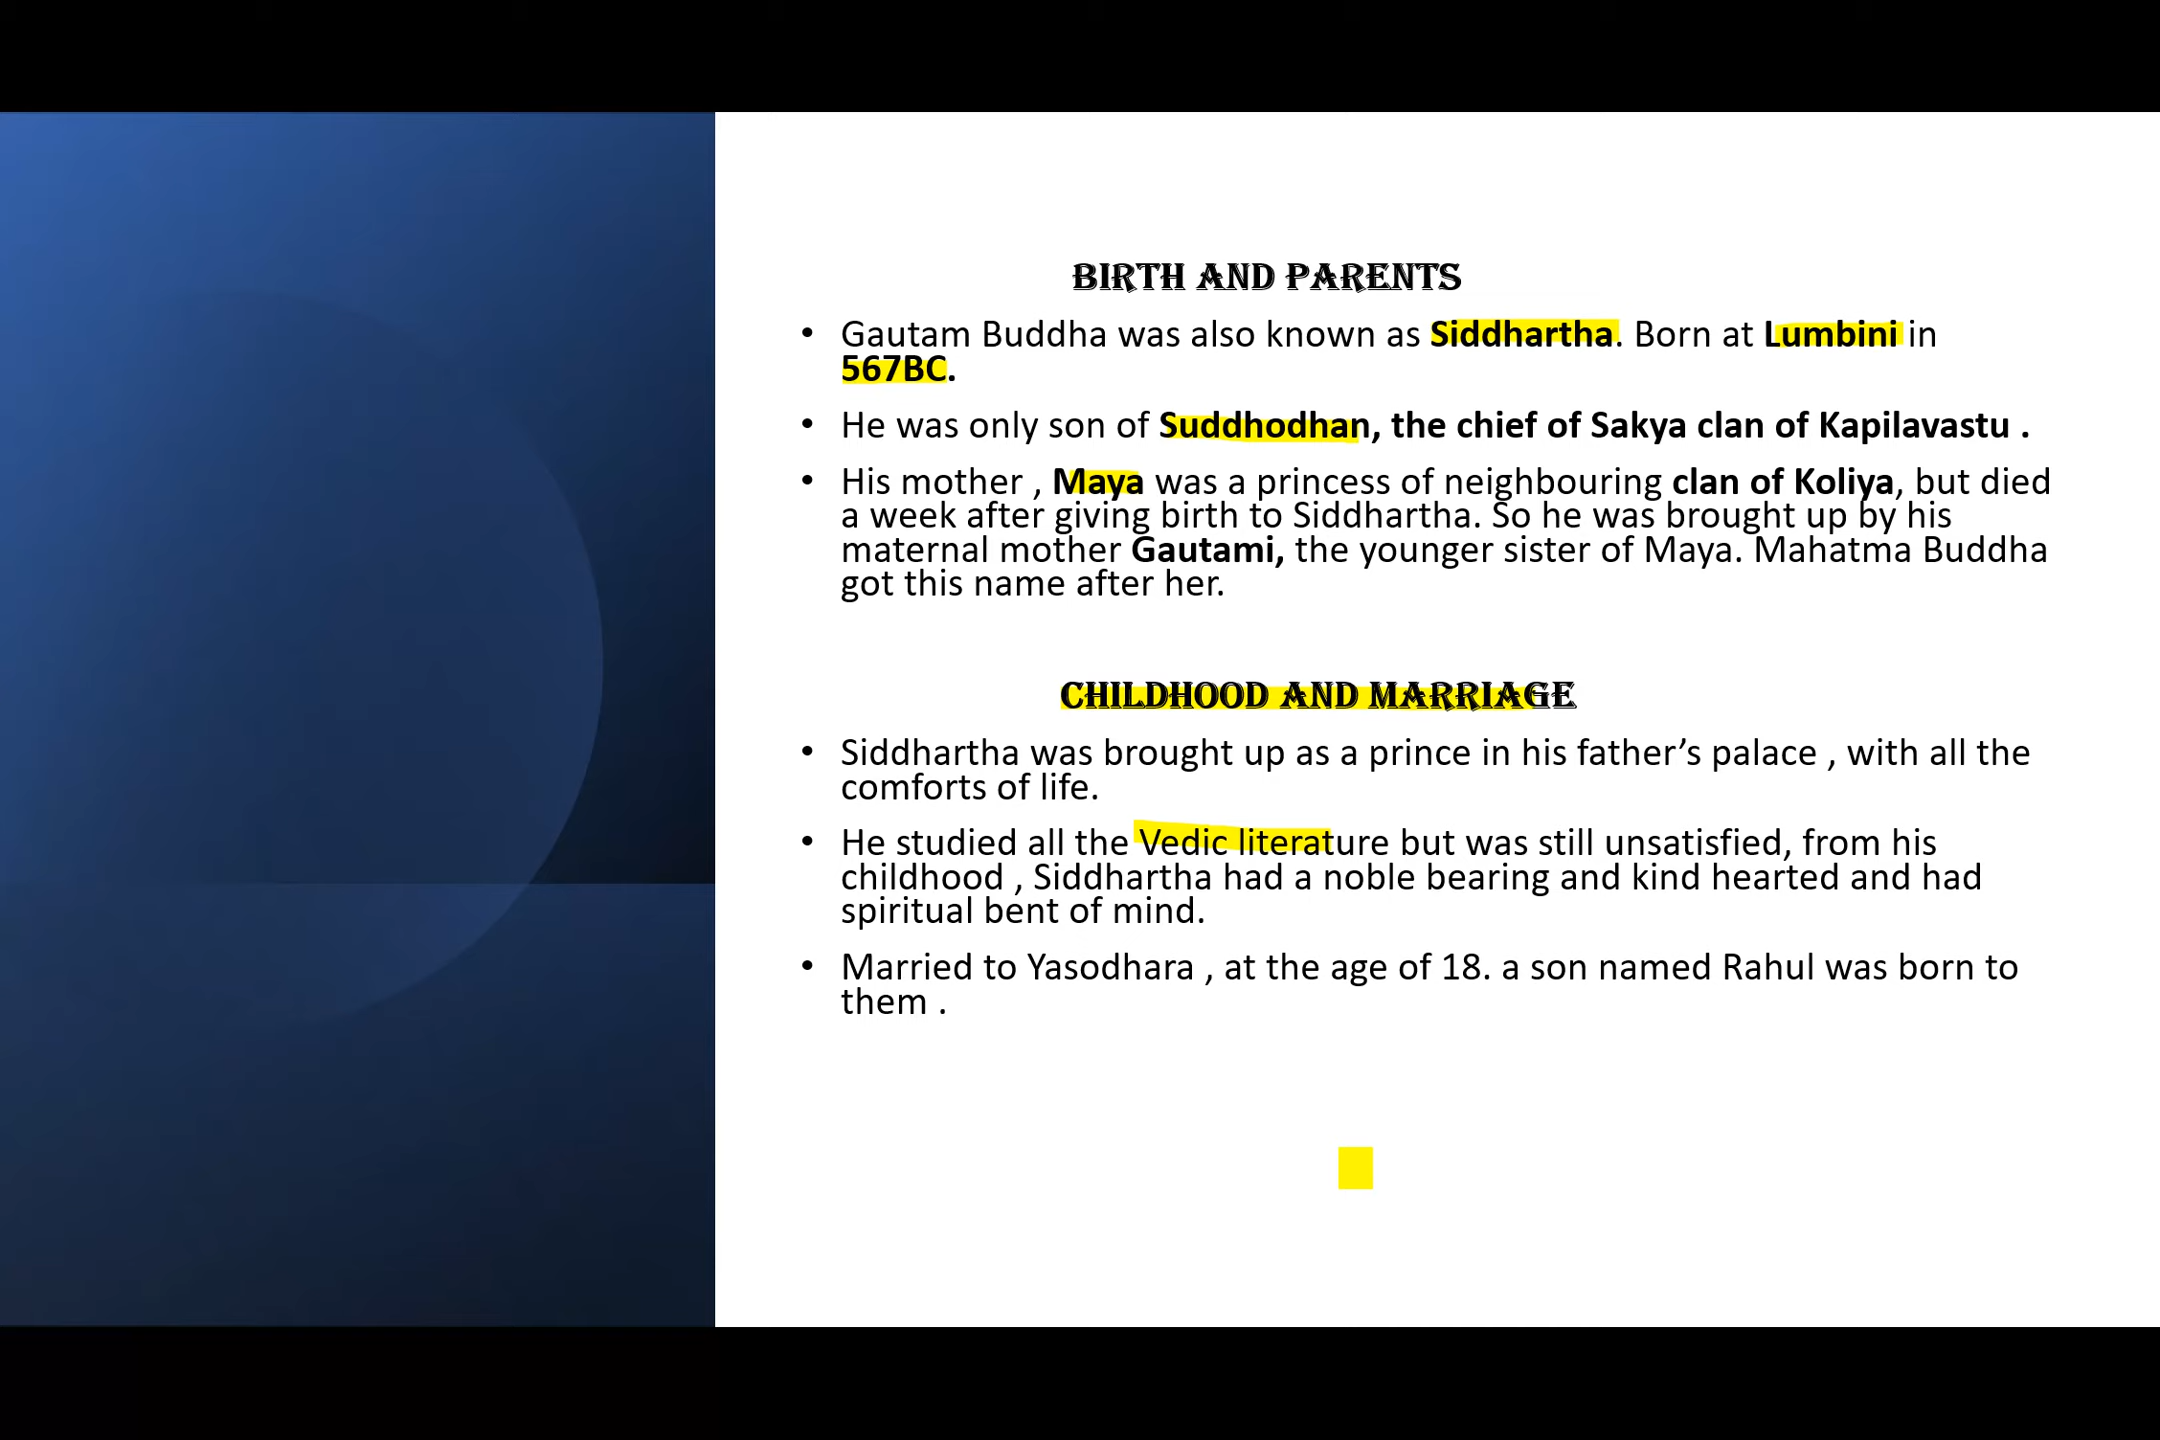 BIRTH AND PARENTS
• Gautam Buddha was also known as Siddhartha. Born at Lumbini in
567BC.
• He was only son of Suddhodhan, the chief of Sakya clan of Kapilavastu .
• His mother , Maya was a princess of neighbouring clan of Koliya, but died
a week after giving birth to Siddhartha. So he was brought up by his
maternal mother Gautami, the younger sister of Maya. Mahatma Buddha
got this name after her.
CHILDHOOD AND MARRIAGE
• Siddhartha was brought up as a prince in his father’s palace , with all the
comforts of life.
• He studied all the Vedic literature but was still unsatisfied, from his
childhood , Siddhartha had a noble bearing and kind hearted and had
spiritual bent of mind.
• Married to Yasodhara , at the age of 18. a son named Rahul was born to
them .